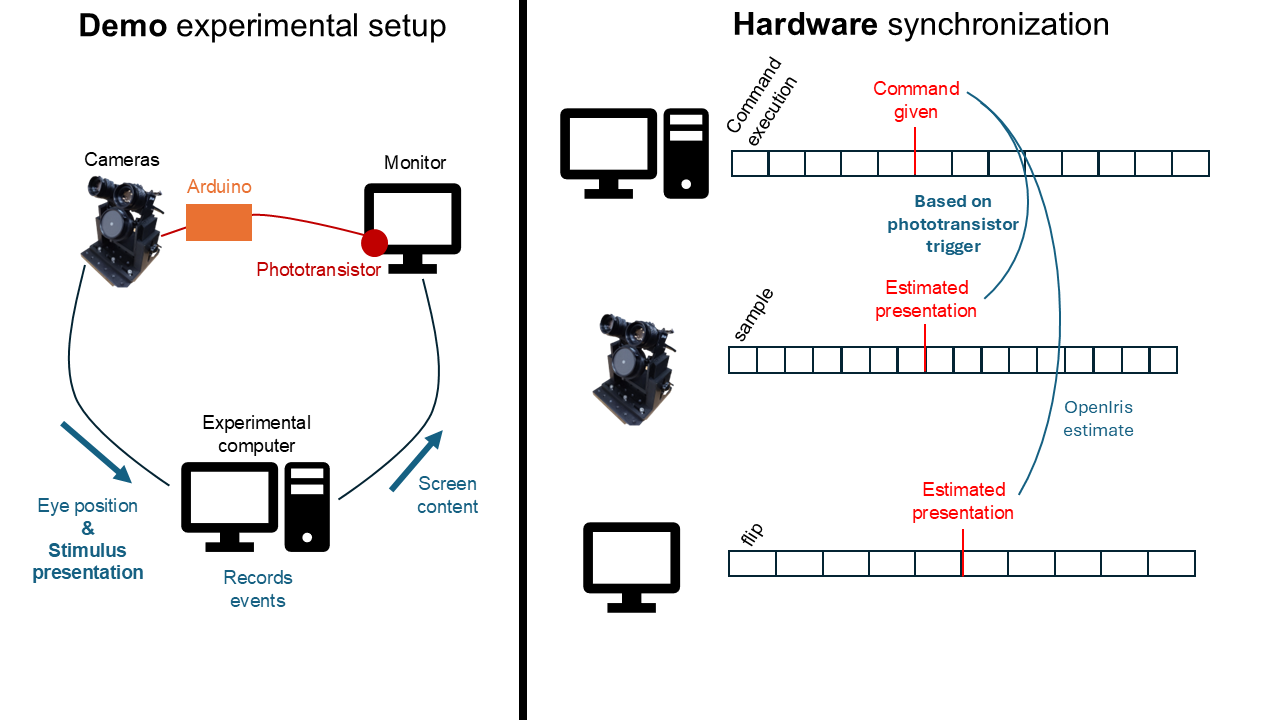 Demo experimental setup
Cameras
Arduino
Monitor
Phototransistor
Experimental
computer
Eye position
&
Stimulus
presentation
Screen
content
Records
events
Hardware synchronization
Command
execution
Command
given
Based on
phototransistor
trigger
sample
Estimated
presentation
OpenIris
estimate
flip
Estimated
presentation